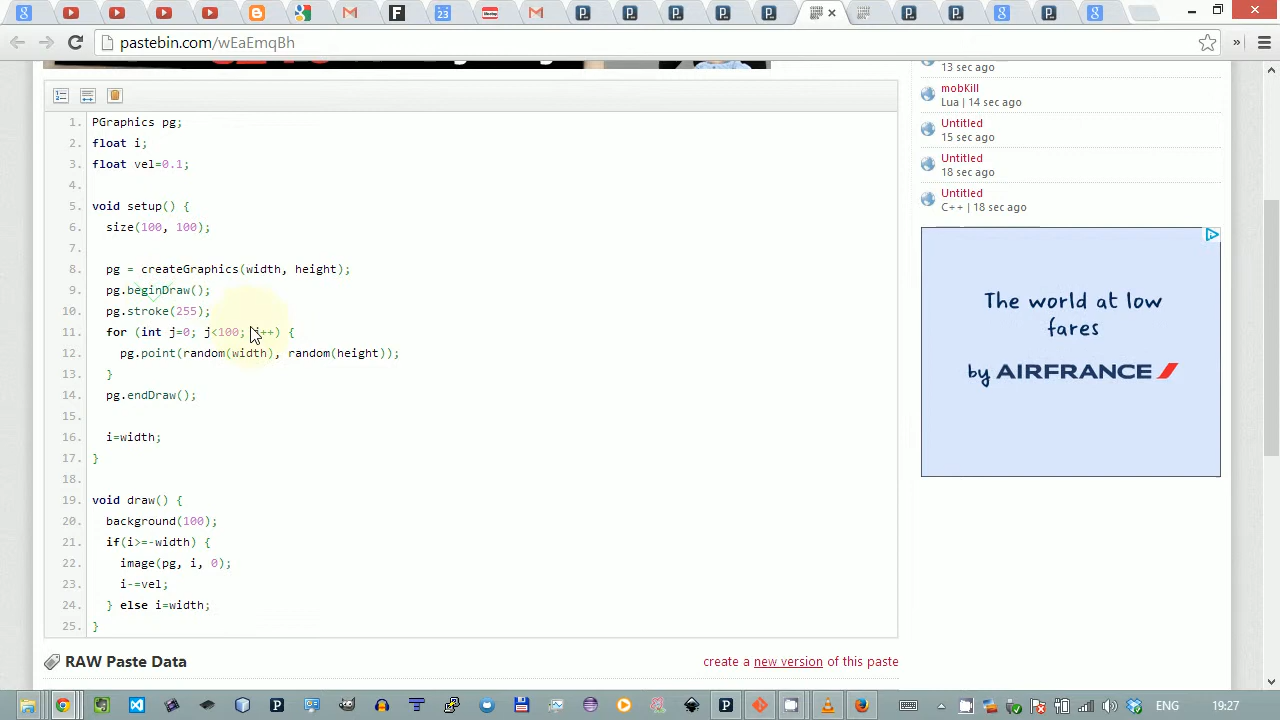 23
pastebin.com/wEaEmqBh
»
13 sec ago
mobKill
Lua | 14 sec ago
Untitled
15 sec ago
Untitled
18 sec ago
Untitled
C++ | 18 sec ago
1. PGraphics pg;
2. float i;
3. float vel=0.1;
4.
5. void setup() {
6. size(100, 100);
7.
8. pg = createGraphics(width, height);
9. pg.beginDraw();
10. pg.stroke(255);
11. for (int j=0; j<100; j++) {
12. pg.point(random(width), random(height));
13. }
14. pg.endDraw();
15.
16. i=width;
17. }
18.
19. void draw() {
20. background(100);
21. if(i>=-width) {
22. image(pg, i, 0);
23. i-=vel;
24. } else i=width;
25. }
The world at low
fares
by AIRFRANCE
RAW Paste Data
create a new version of this paste
ENG
19:27